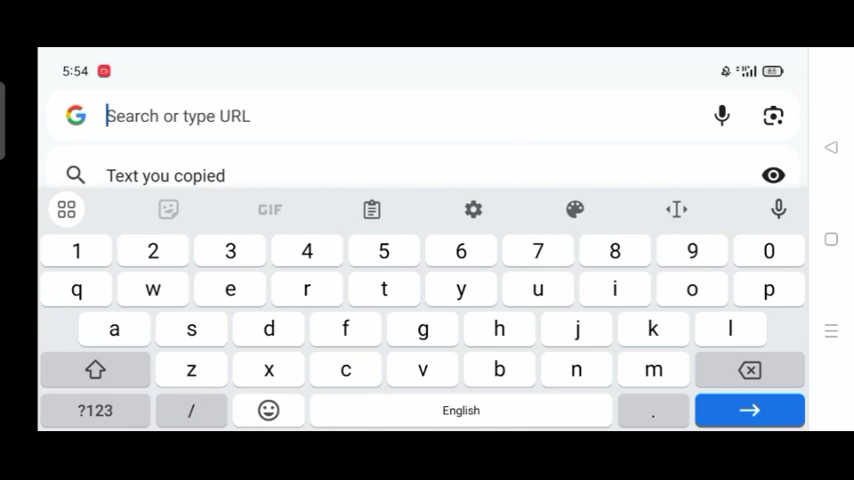 5:54
H+ 85
Search or type URL
Text you copied
GIF
1 2 3 4 5 6 7 8 9 0
q w e r t y u i o p
a s d f g h j k l
z x c v b n m
?123 / English .